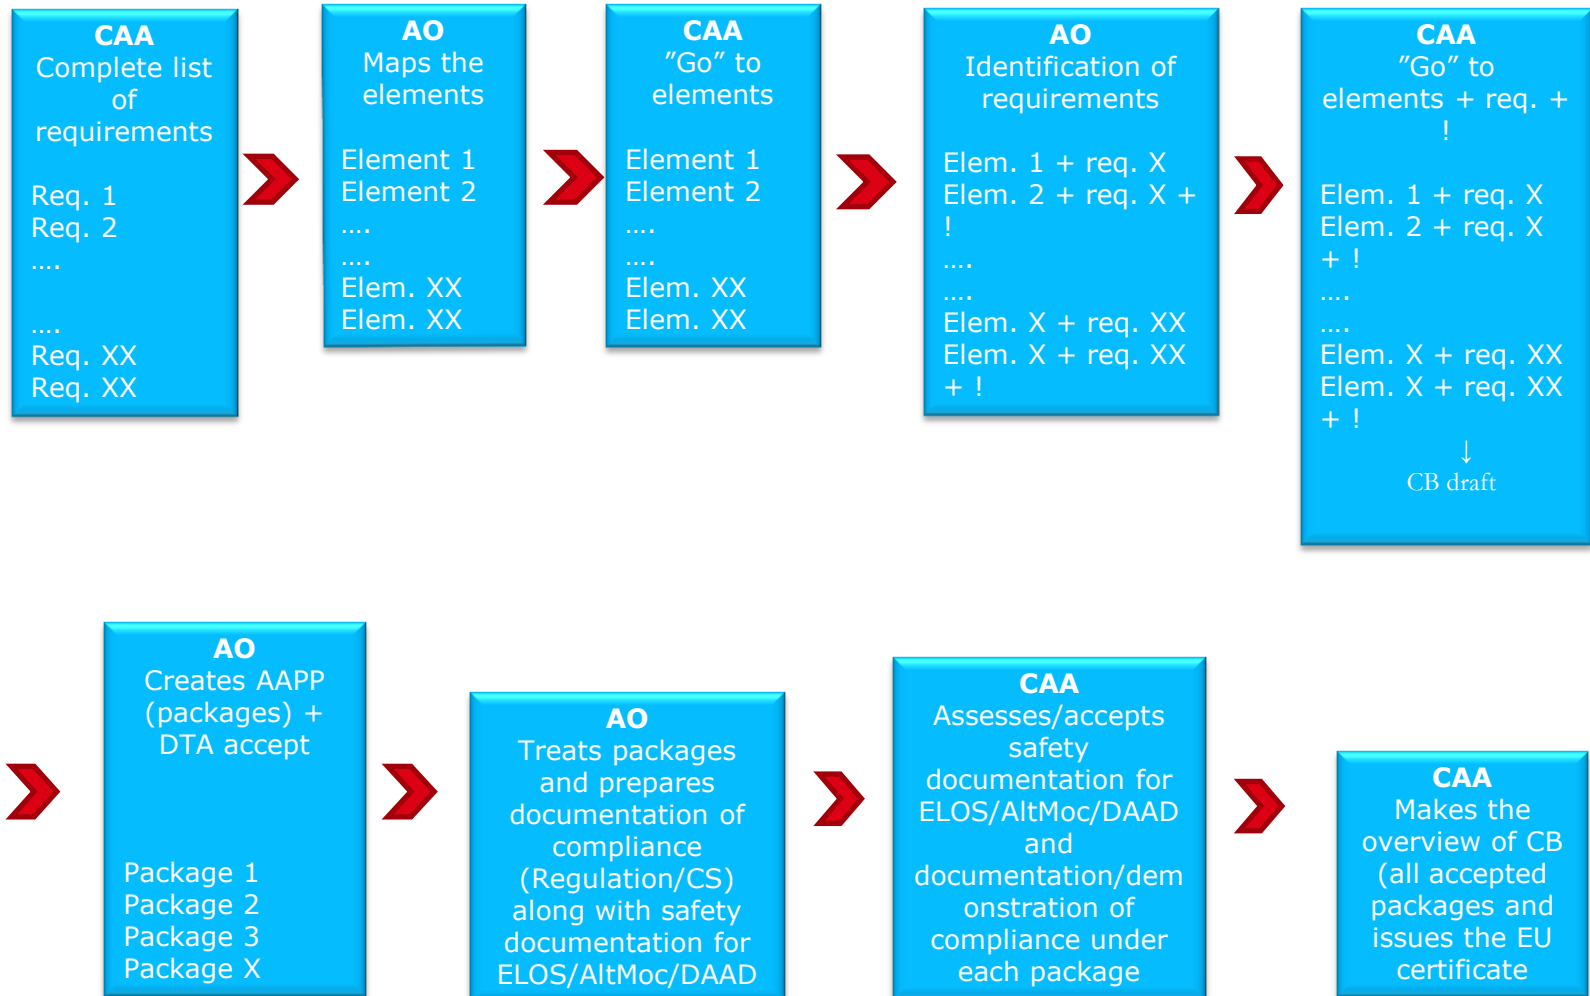 CAA
Complete list
of
requirements
Req. 1
Req. 2
....
....
Req. XX
Req. XX
AO
Maps the
elements
Element 1
Element 2
....
....
Elem. XX
Elem. XX
CAA
”Go” to
elements
Element 1
Element 2
....
....
Elem. XX
Elem. XX
AO
Identification of
requirements
Elem. 1 + req. X
Elem. 2 + req. X +
!
....
....
Elem. X + req. XX
Elem. X + req. XX
+ !
CAA
”Go” to
elements + req. +
!
Elem. 1 + req. X
Elem. 2 + req. X
+ !
....
....
Elem. X + req. XX
Elem. X + req. XX
+ !
↓
CB draft
AO
Creates AAPP
(packages) +
DTA accept
Package 1
Package 2
Package 3
Package X
AO
Treats packages
and prepares
documentation of
compliance
(Regulation/CS)
along with safety
documentation for
ELOS/AltMoc/DAAD
CAA
Assesses/accepts
safety
documentation for
ELOS/AltMoc/DAAD
and
documentation/dem
onstration of
compliance under
each package
CAA
Makes the
overview of CB
(all accepted
packages and
issues the EU
certificate